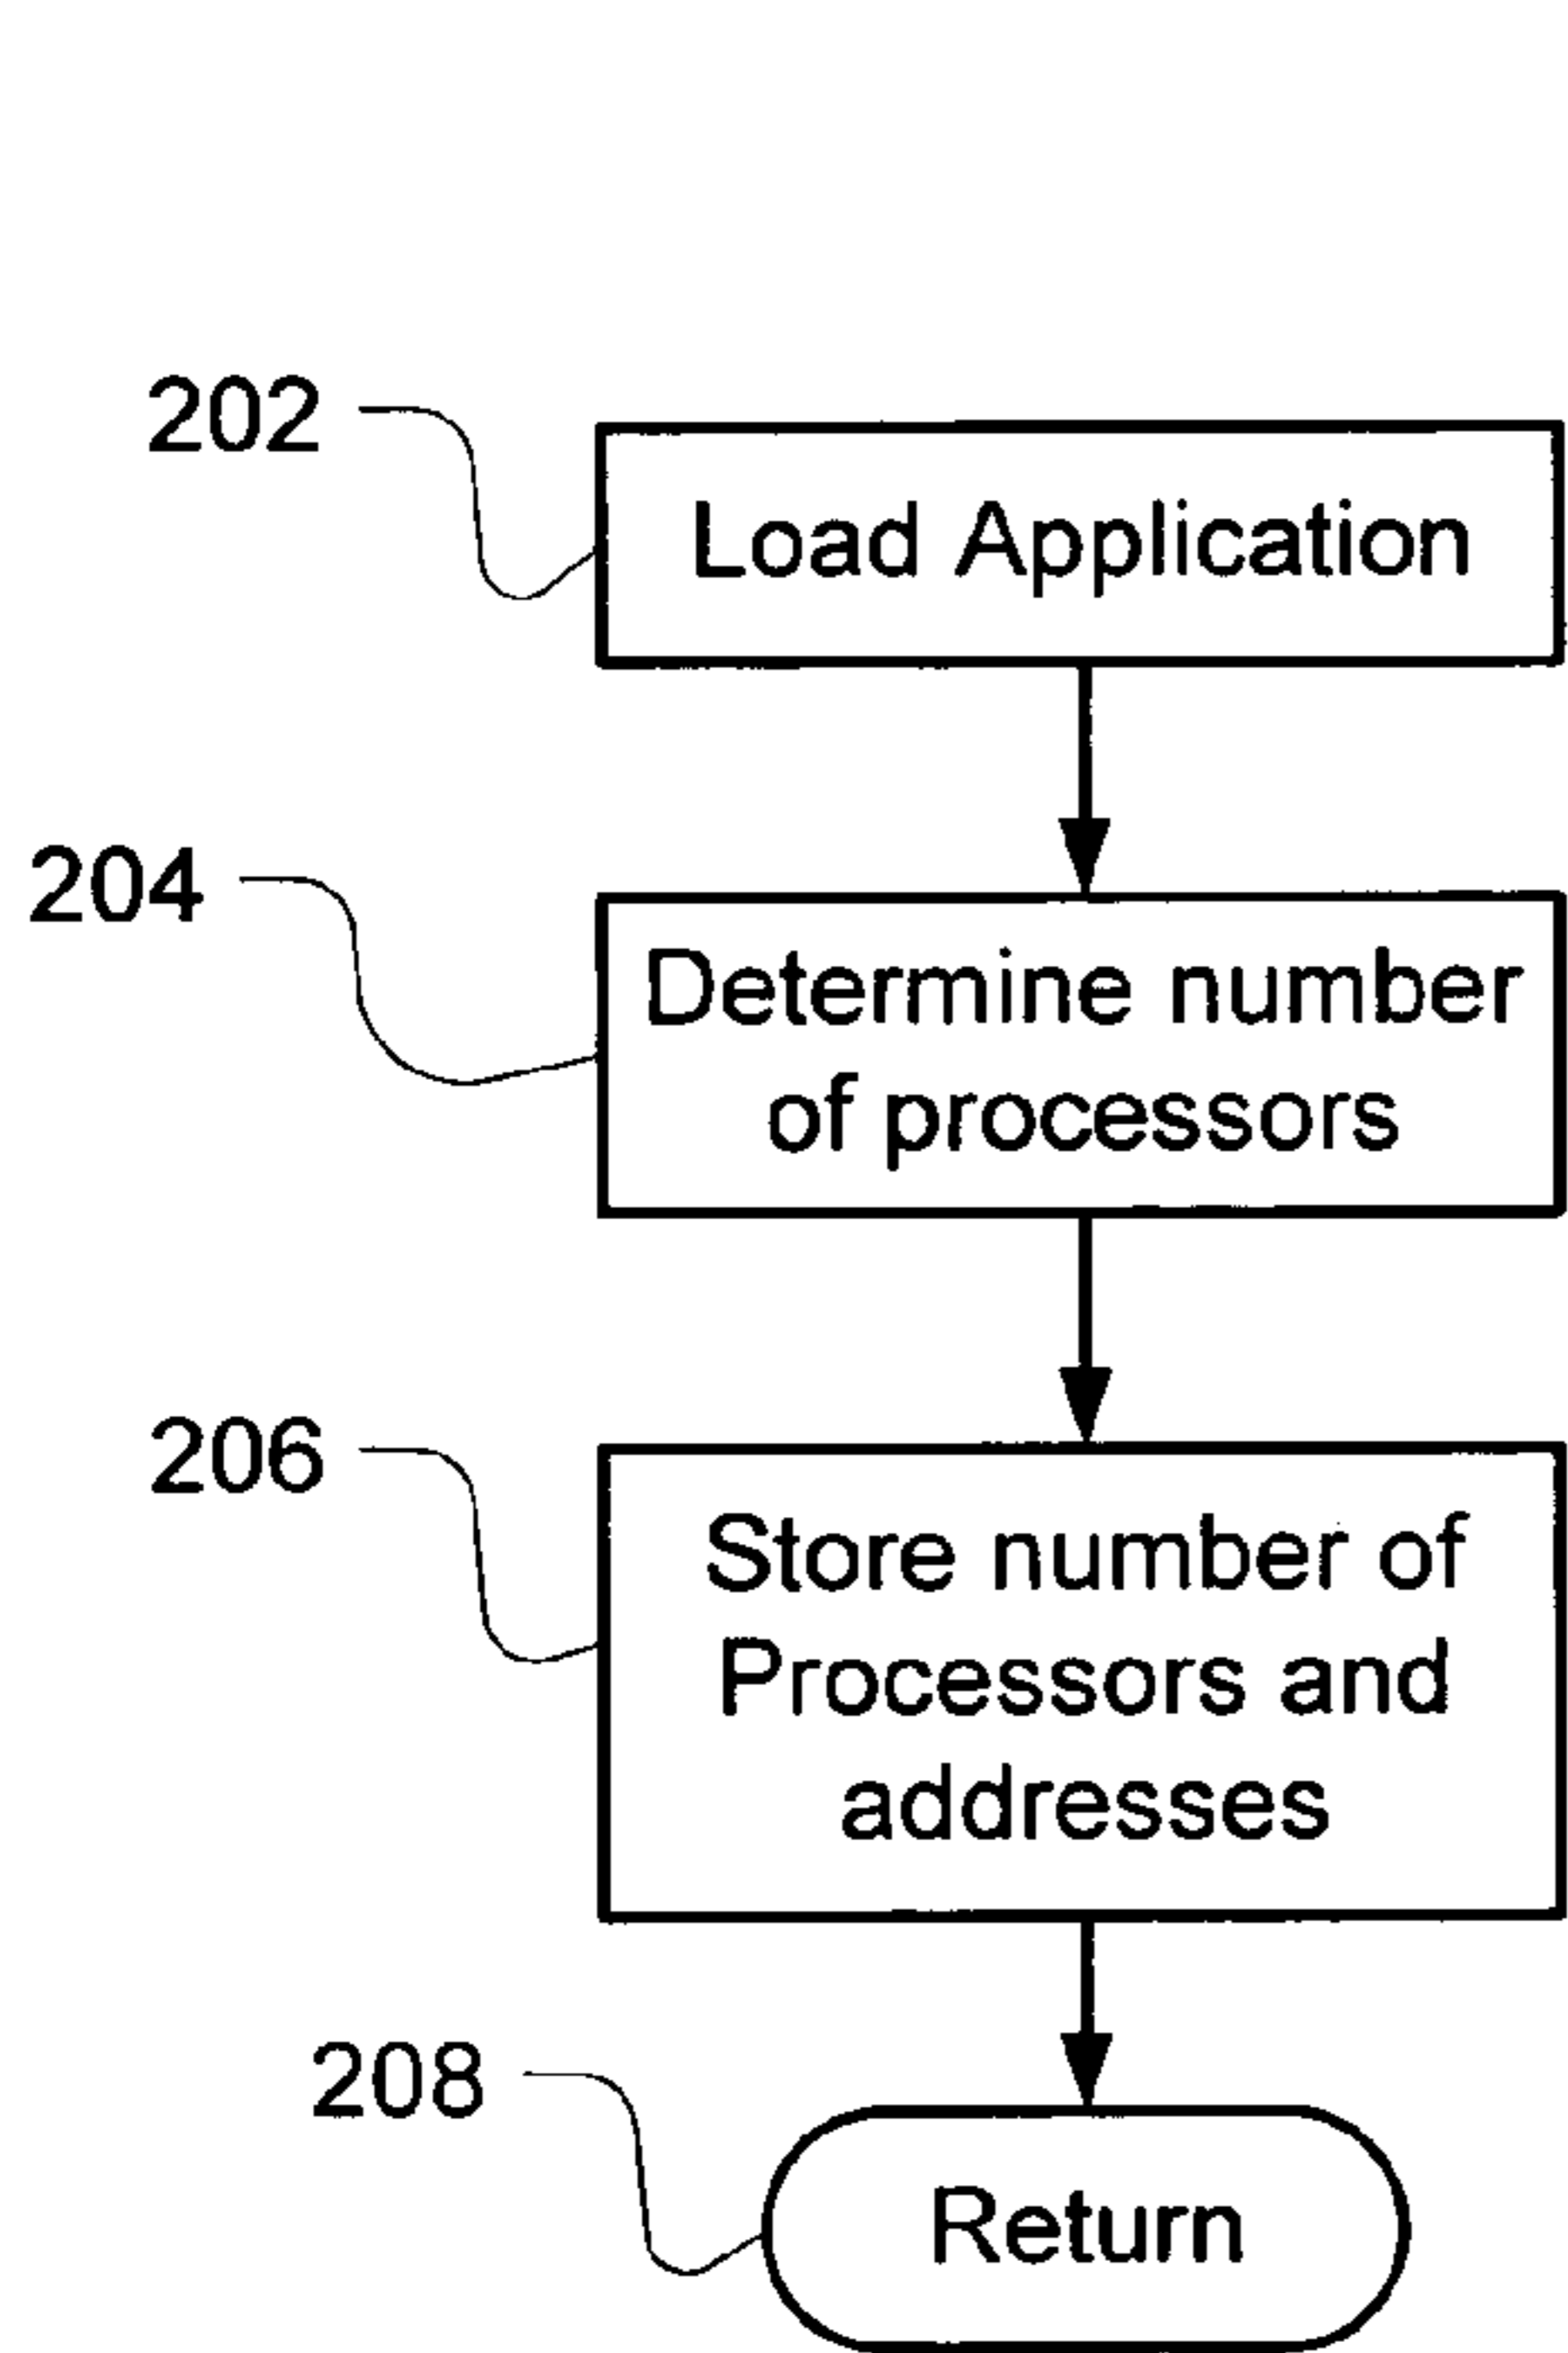 202
Load Application
204
Determine number
of processors
206
Store number of
Processors and
addresses
208
Return